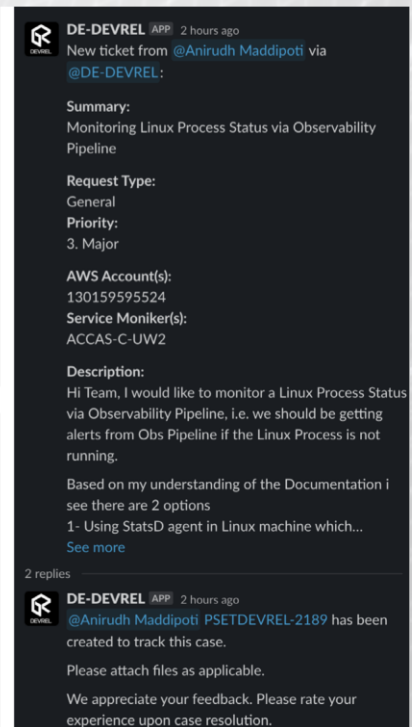 DE-DEVREL APP 2 hours ago
New ticket from @Anirudh Maddipoti via
@DE-DEVREL:
Summary:
Monitoring Linux Process Status via Observability
Pipeline
Request Type:
General
Priority:
3. Major
AWS Account(s):
130159595524
Service Moniker(s):
ACCAS-C-UW2
Description:
Hi Team, I would like to monitor a Linux Process Status
via Observability Pipeline, i.e. we should be getting
alerts from Obs Pipeline if the Linux Process is not
running.
Based on my understanding of the Documentation i
see there are 2 options
1- Using StatsD agent in Linux machine which...
See more
2 replies
DE-DEVREL APP 2 hours ago
@Anirudh Maddipoti PSETDEVREL-2189 has been
created to track this case.
Please attach files as applicable.
We appreciate your feedback. Please rate your
experience upon case resolution.